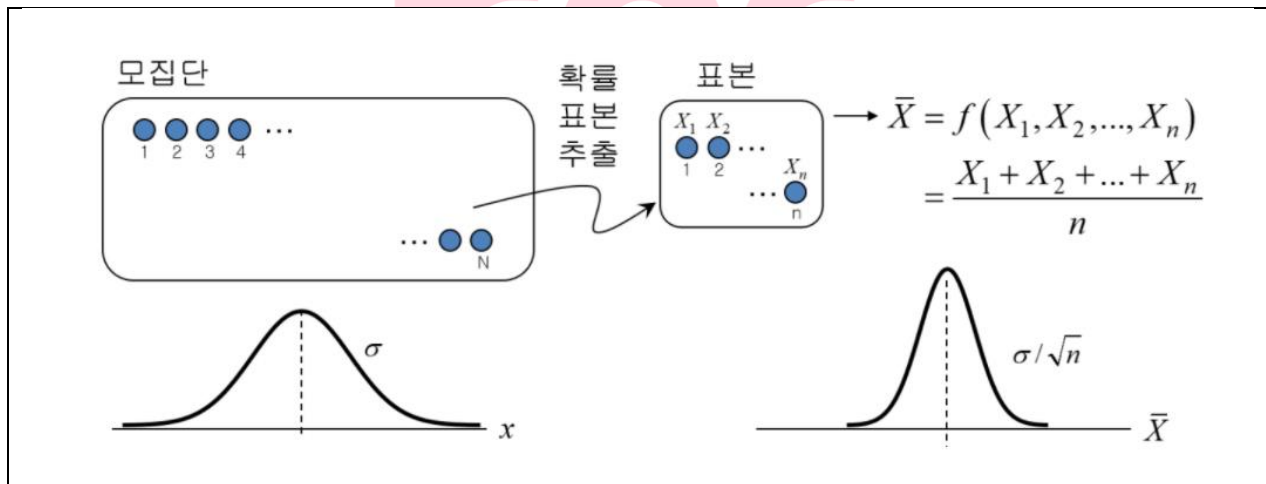 모집단
1 2 3 4 ...
... N
확률
표본
추출
표본
X₁ X₂
1 2 ...
... Xₙ
n
X̄ = f(X₁, X₂, ..., Xₙ)
= (X₁ + X₂ + ... + Xₙ) / n
σ
x
σ/√n
X̄